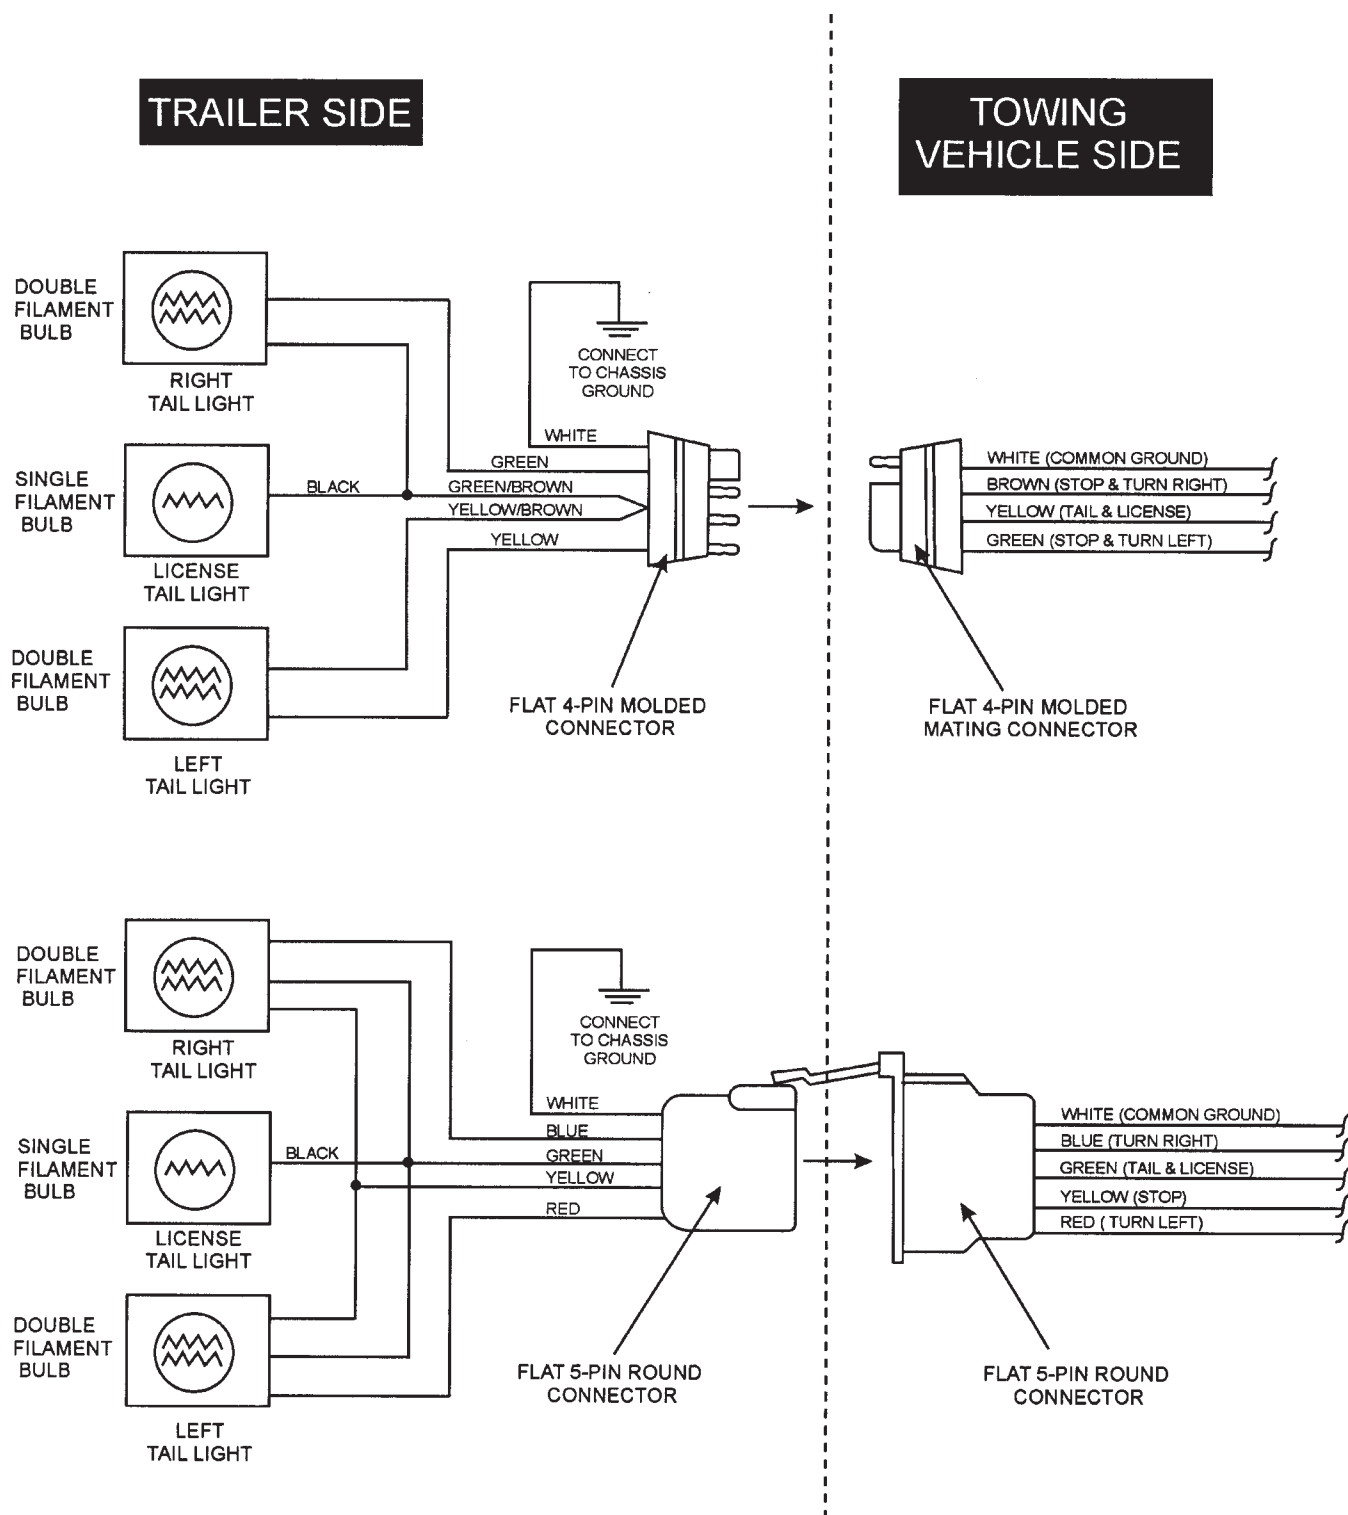 TRAILER SIDE
TOWING
VEHICLE SIDE
DOUBLE
FILAMENT
BULB
RIGHT
TAIL LIGHT
CONNECT
TO CHASSIS
GROUND
WHITE
GREEN
GREEN/BROWN
YELLOW/BROWN
YELLOW
SINGLE
FILAMENT
BULB
BLACK
LICENSE
TAIL LIGHT
WHITE (COMMON GROUND)
BROWN (STOP & TURN RIGHT)
YELLOW (TAIL & LICENSE)
GREEN (STOP & TURN LEFT)
DOUBLE
FILAMENT
BULB
LEFT
TAIL LIGHT
FLAT 4-PIN MOLDED
CONNECTOR
FLAT 4-PIN MOLDED
MATING CONNECTOR
DOUBLE
FILAMENT
BULB
RIGHT
TAIL LIGHT
CONNECT
TO CHASSIS
GROUND
WHITE
BLUE
GREEN
YELLOW
RED
SINGLE
FILAMENT
BULB
BLACK
LICENSE
TAIL LIGHT
WHITE (COMMON GROUND)
BLUE (TURN RIGHT)
GREEN (TAIL & LICENSE)
YELLOW (STOP)
RED ( TURN LEFT)
DOUBLE
FILAMENT
BULB
LEFT
TAIL LIGHT
FLAT 5-PIN ROUND
CONNECTOR
FLAT 5-PIN ROUND
CONNECTOR